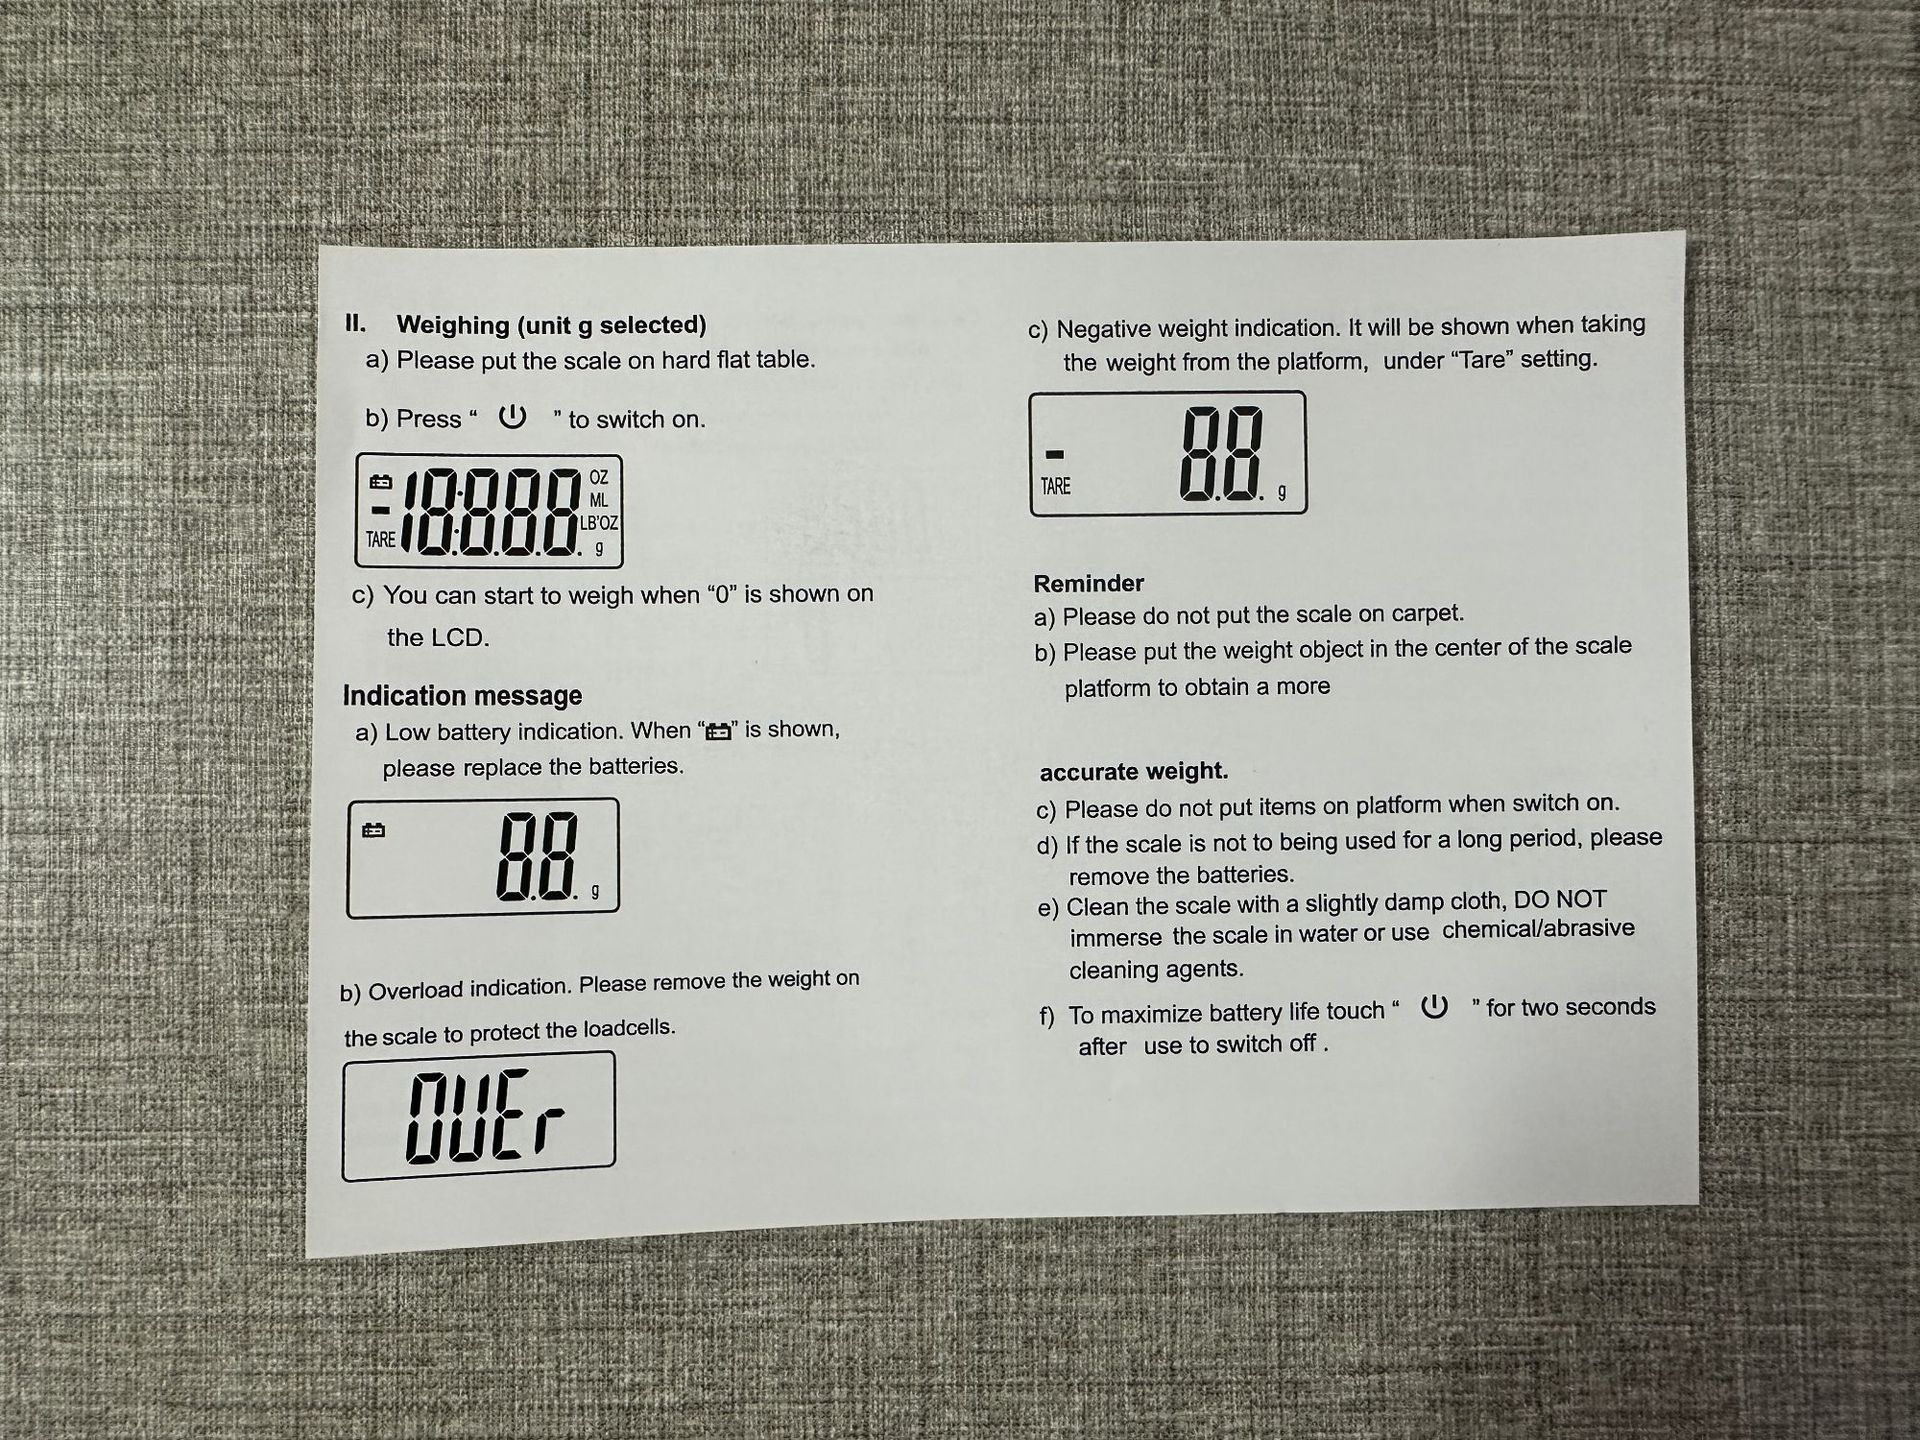 II. Weighing (unit g selected)
a) Please put the scale on hard flat table.
b) Press “ ⏻ ” to switch on.
-18:8.8.8.
TARE
OZ
ML
LB'OZ
g
c) You can start to weigh when “0” is shown on
the LCD.
Indication message
a) Low battery indication. When “ ” is shown,
please replace the batteries.
8.8. g
b) Overload indication. Please remove the weight on
the scale to protect the loadcells.
OVEr
c) Negative weight indication. It will be shown when taking
the weight from the platform, under “Tare” setting.
- 8.8. g
TARE
Reminder
a) Please do not put the scale on carpet.
b) Please put the weight object in the center of the scale
platform to obtain a more
accurate weight.
c) Please do not put items on platform when switch on.
d) If the scale is not to being used for a long period, please
remove the batteries.
e) Clean the scale with a slightly damp cloth, DO NOT
immerse the scale in water or use chemical/abrasive
cleaning agents.
f) To maximize battery life touch “ ⏻ ” for two seconds
after use to switch off .